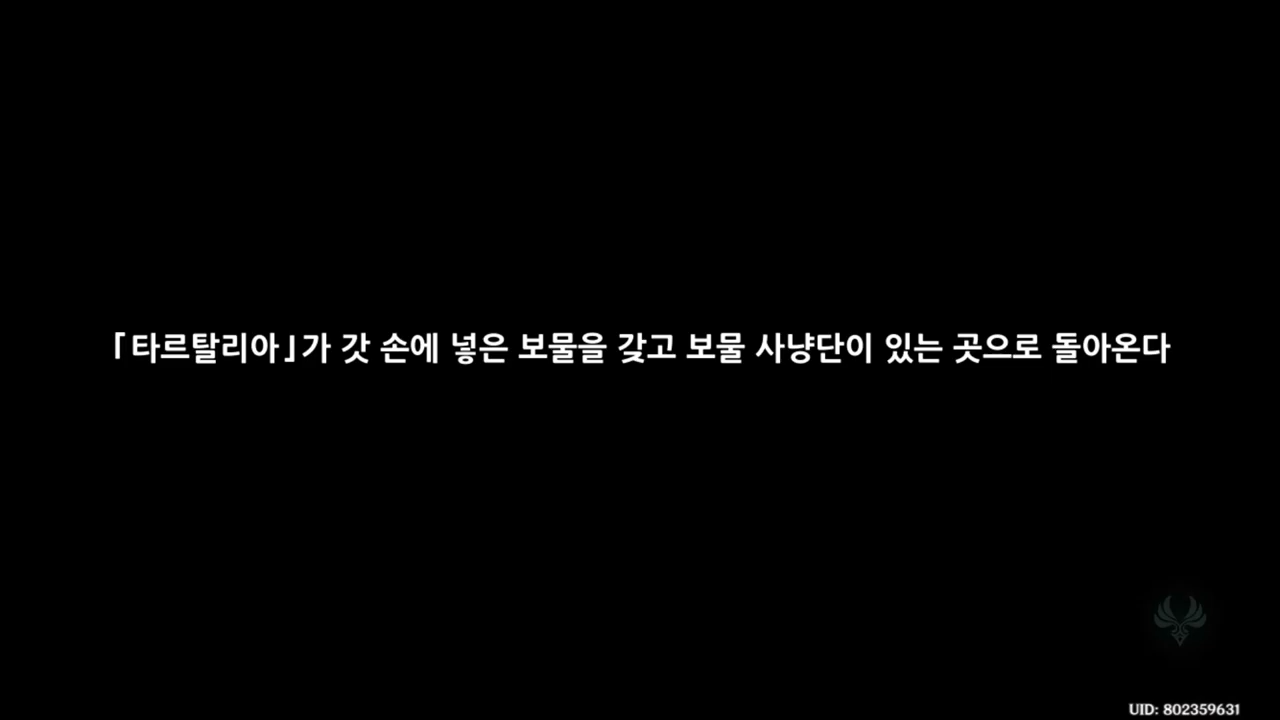 「타르탈리아」가 갓 손에 넣은 보물을 갖고 보물 사냥단이 있는 곳으로 돌아온다
UID: 802359631